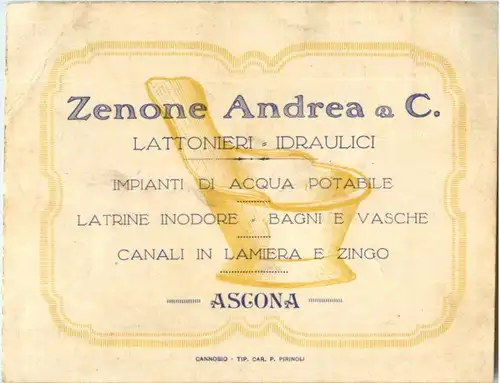 Zenone Andrea & C.
LATTONIERI - IDRAULICI
IMPIANTI DI ACQUA POTABILE
LATRINE INODORE - BAGNI E VASCHE
CANALI IN LAMIERA E ZINGO
ASCONA
CANNOBIO - TIP. CAR. F. PIRINOLI